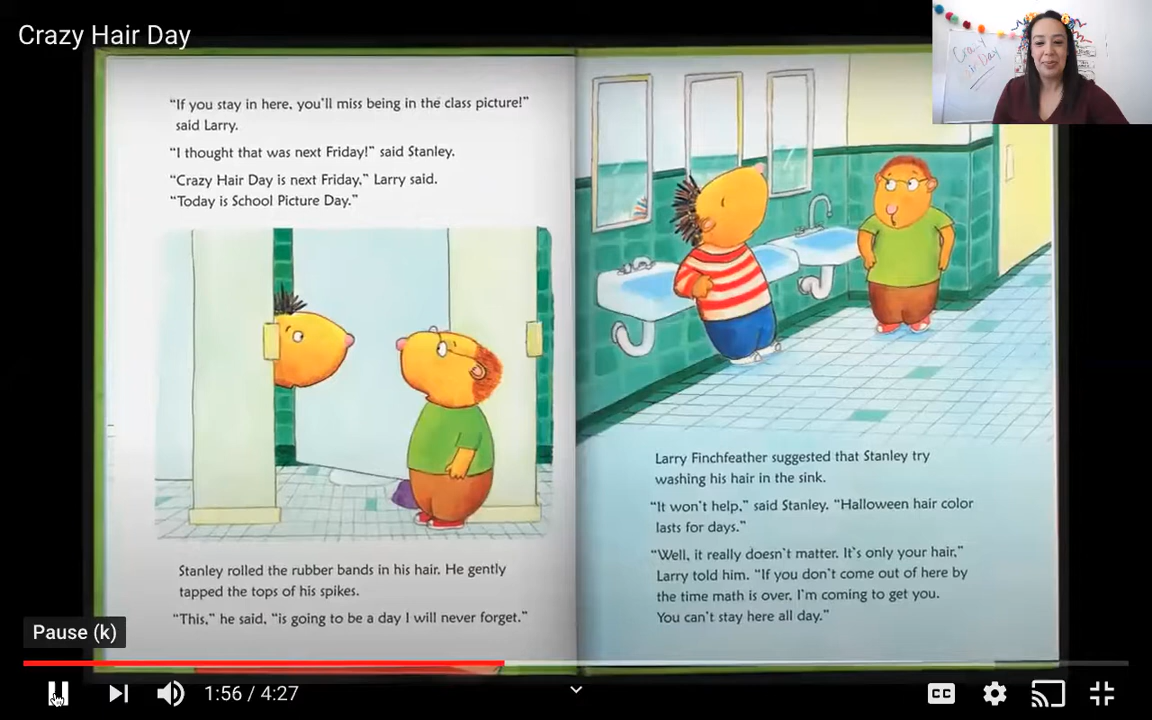 Crazy Hair Day
Crazy
Hair Day
“If you stay in here, you’ll miss being in the class picture!”
said Larry.
“I thought that was next Friday!” said Stanley.
“Crazy Hair Day is next Friday,” Larry said.
“Today is School Picture Day.”
Stanley rolled the rubber bands in his hair. He gently
tapped the tops of his spikes.
“This,” he said, “is going to be a day I will never forget.”
Larry Finchfeather suggested that Stanley try
washing his hair in the sink.
“It won’t help,” said Stanley. “Halloween hair color
lasts for days.”
“Well, it really doesn’t matter. It’s only your hair,”
Larry told him. “If you don’t come out of here by
the time math is over, I’m coming to get you.
You can’t stay here all day.”
Pause (k)
1:56 / 4:27
CC